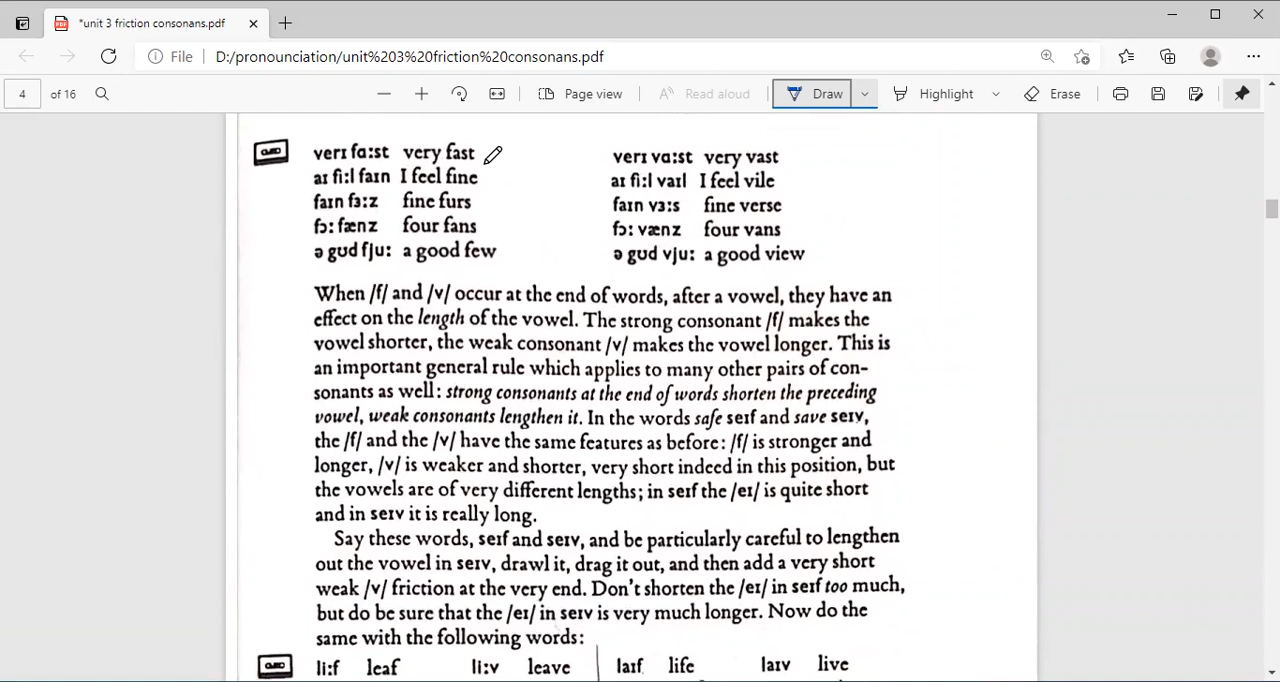 *unit 3 friction consonans.pdf
File D:/pronounciation/unit%203%20friction%20consonans.pdf
4 of 16 Page view Read aloud Draw Highlight Erase
verɪ fɑːst very fast verɪ vɑːst very vast
aɪ fiːl faɪn I feel fine aɪ fiːl vaɪl I feel vile
faɪn fɜːz fine furs faɪn vɜːs fine verse
fɔː fænz four fans fɔː vænz four vans
ə gʊd fjuː a good few ə gʊd vjuː a good view
When /f/ and /v/ occur at the end of words, after a vowel, they have an
effect on the length of the vowel. The strong consonant /f/ makes the
vowel shorter, the weak consonant /v/ makes the vowel longer. This is
an important general rule which applies to many other pairs of con-
sonants as well: strong consonants at the end of words shorten the preceding
vowel, weak consonants lengthen it. In the words safe seɪf and save seɪv,
the /f/ and the /v/ have the same features as before: /f/ is stronger and
longer, /v/ is weaker and shorter, very short indeed in this position, but
the vowels are of very different lengths; in seɪf the /eɪ/ is quite short
and in seɪv it is really long.
Say these words, seɪf and seɪv, and be particularly careful to lengthen
out the vowel in seɪv, drawl it, drag it out, and then add a very short
weak /v/ friction at the very end. Don't shorten the /eɪ/ in seɪf too much,
but do be sure that the /eɪ/ in seɪv is very much longer. Now do the
same with the following words:
liːf leaf liːv leave laɪf life laɪv live